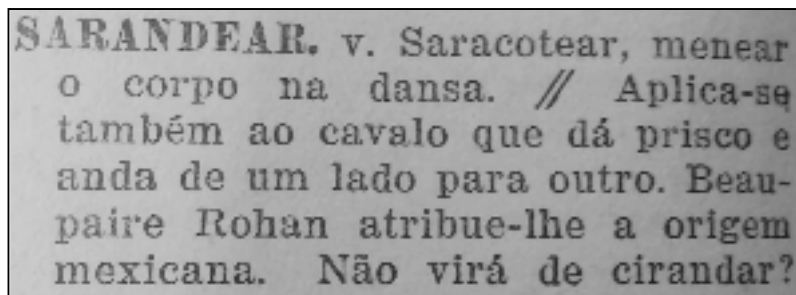 SARANDEAR. v. Saracotear, menear
o corpo na dansa. // Aplica-se
também ao cavalo que dá prisco e
anda de um lado para outro. Beau-
paire Rohan atribue-lhe a origem
mexicana. Não virá de cirandar?